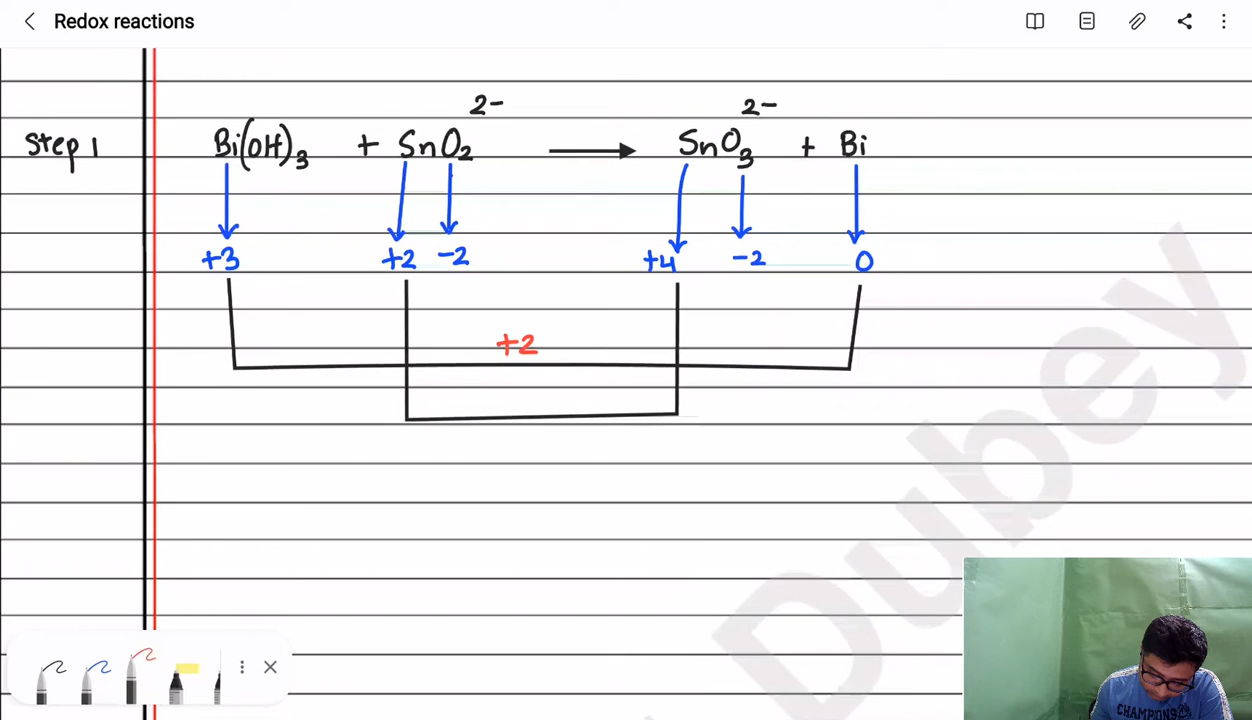 Redox reactions
2- 2-
Step 1 Bi(OH)3 + SnO2 → SnO3 + Bi
+3 +2 -2 +4 -2 0
+2
Dubey
CHAMPIONS